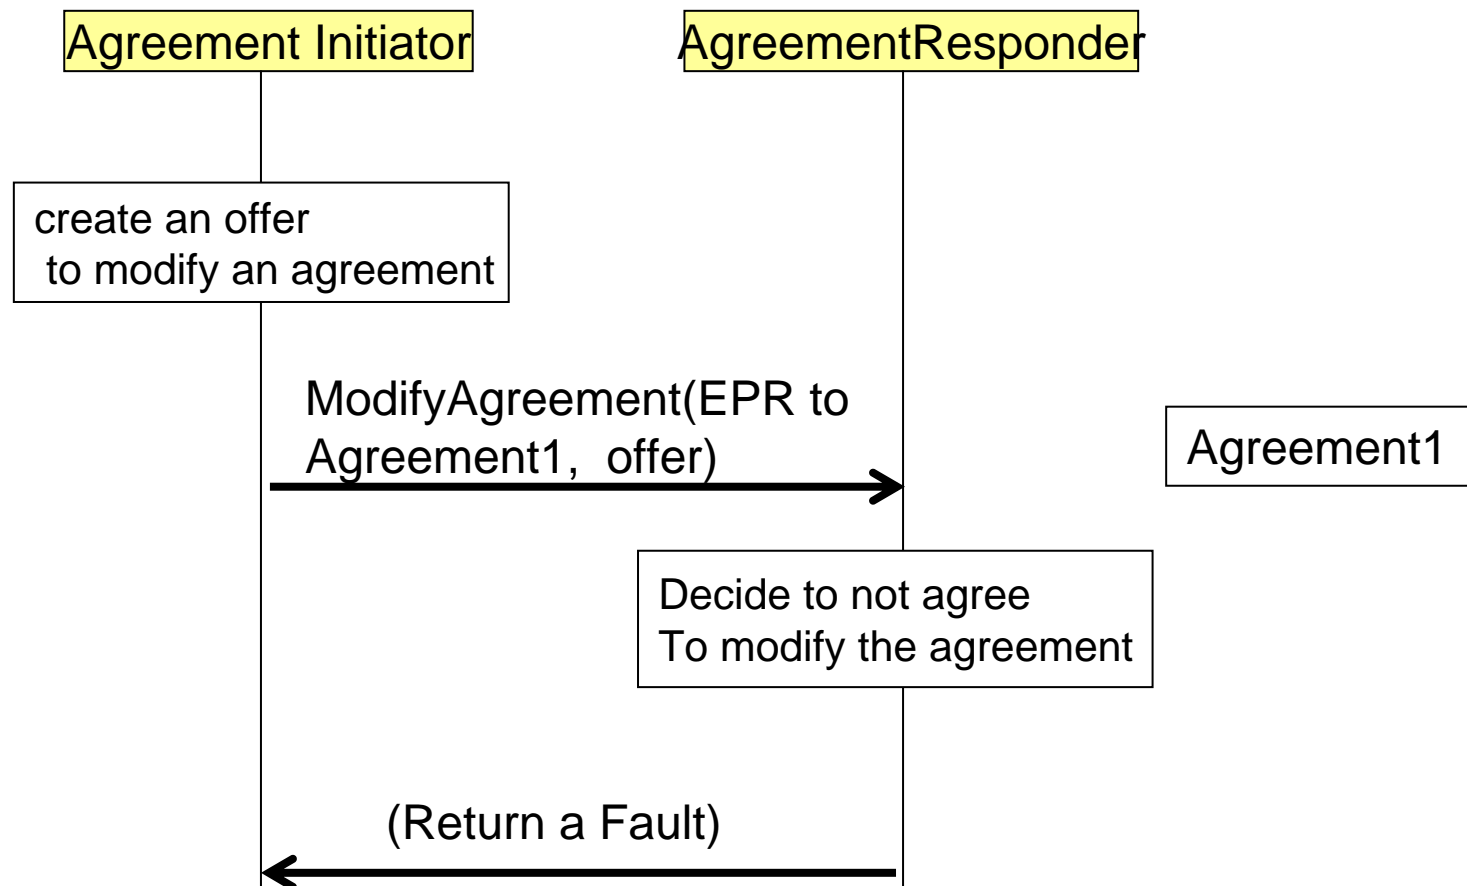 Agreement Initiator
AgreementResponder
create an offer
to modify an agreement
ModifyAgreement(EPR to
Agreement1, offer)
Agreement1
Decide to not agree
To modify the agreement
(Return a Fault)